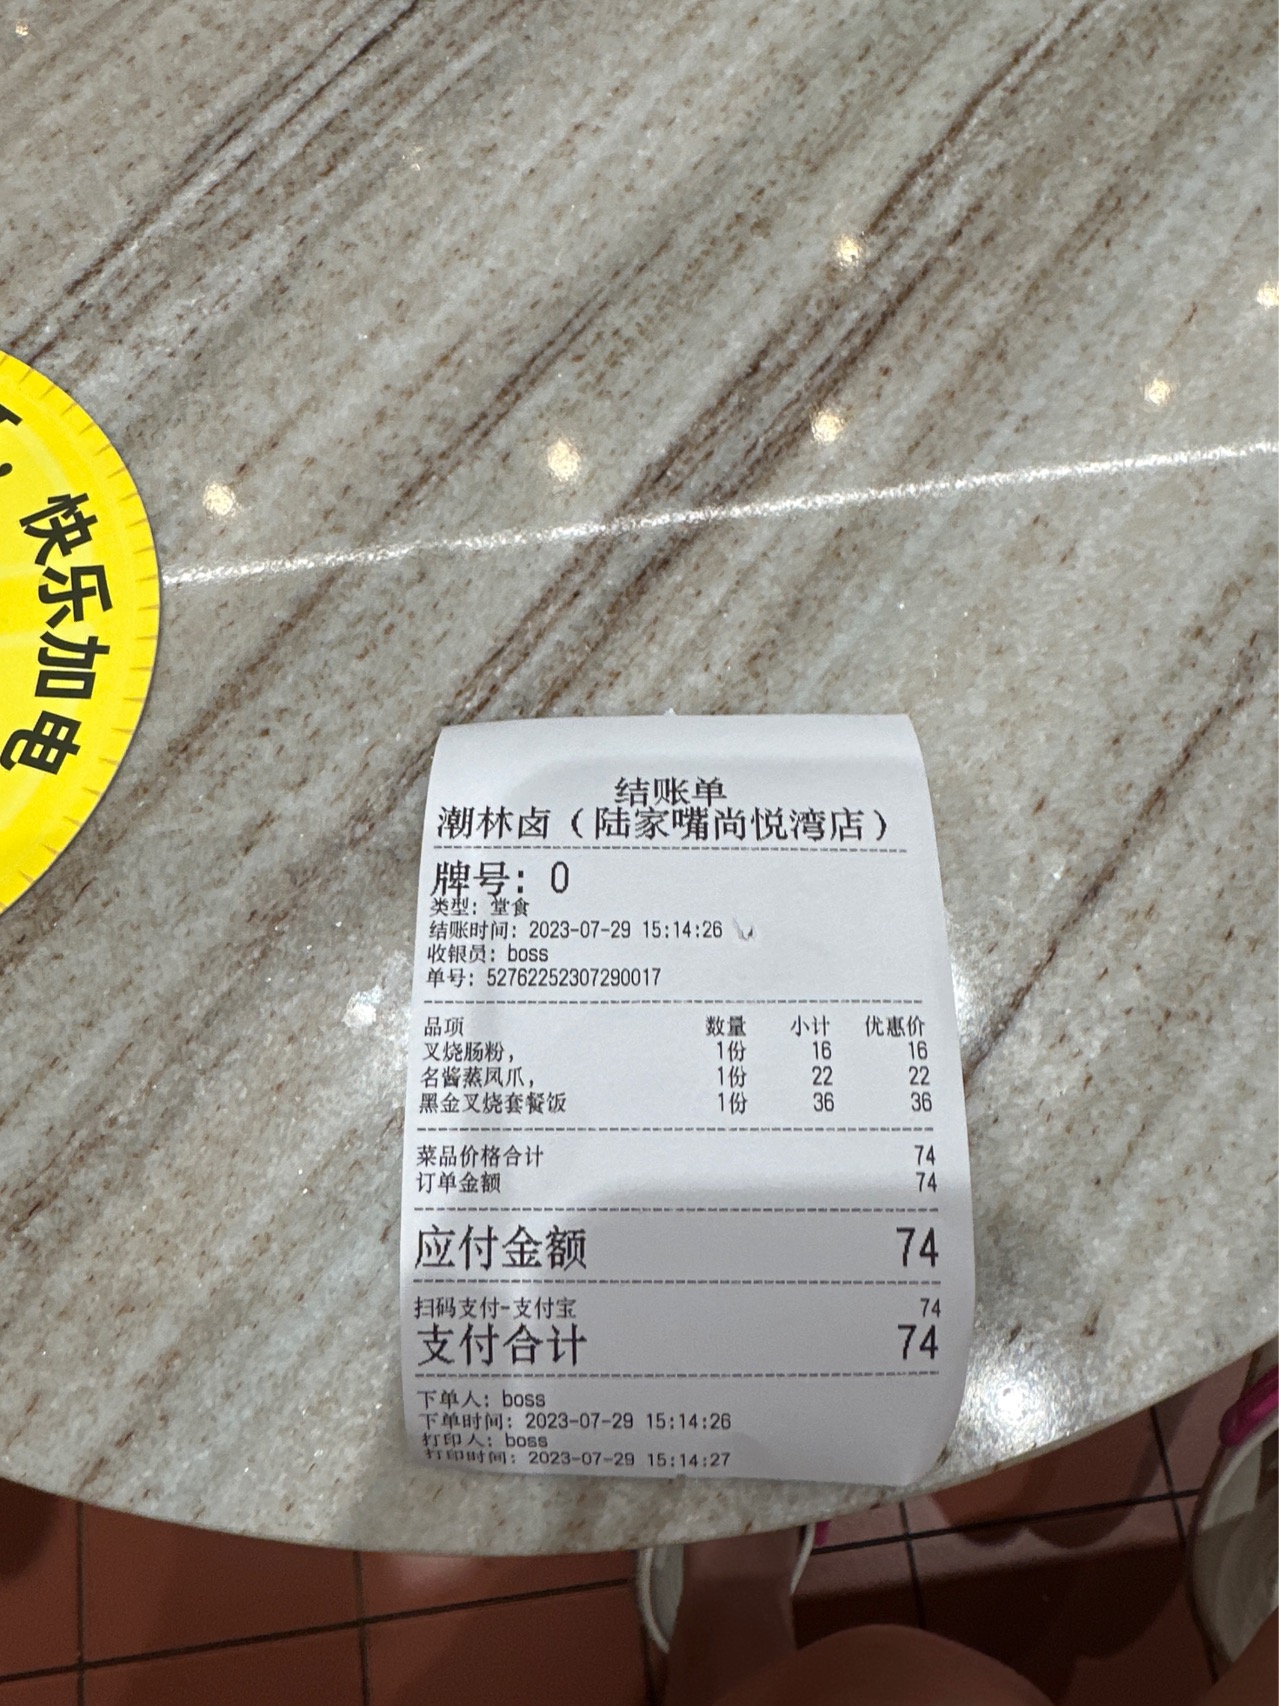 快乐加电
结账单
潮林卤（陆家嘴尚悦湾店）
牌号: 0
类型: 堂食
结账时间: 2023-07-29 15:14:26
收银员: boss
单号: 52762252307290017
品项 数量 小计 优惠价
叉烧肠粉, 1份 16 16
名酱蒸凤爪, 1份 22 22
黑金叉烧套餐饭 1份 36 36
菜品价格合计 74
订单金额 74
应付金额 74
扫码支付-支付宝 74
支付合计 74
下单人: boss
下单时间: 2023-07-29 15:14:26
打印人: boss
打印时间: 2023-07-29 15:14:27